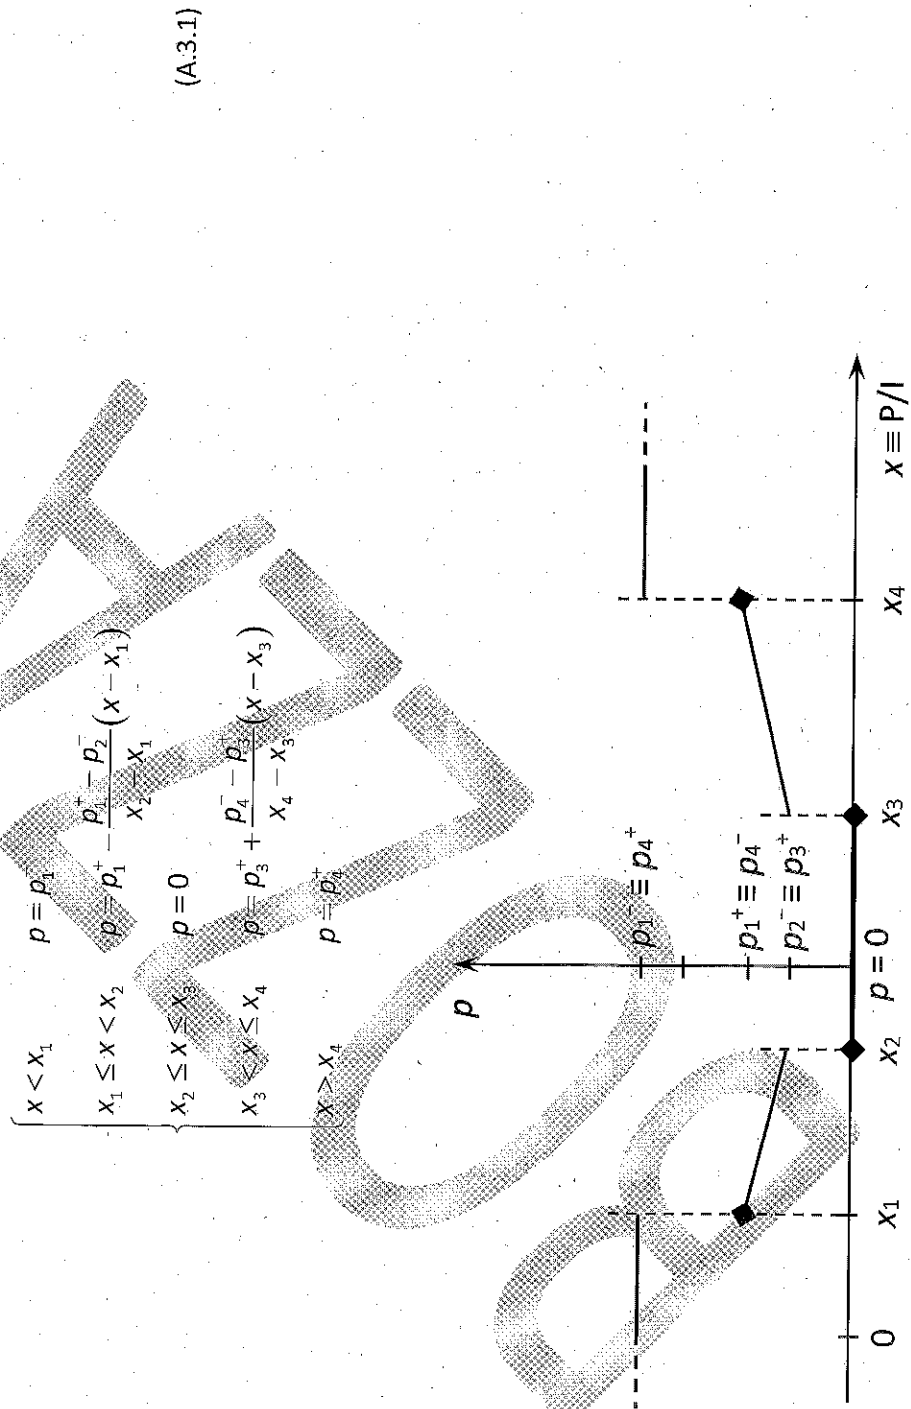 x < x₁ p = p₁⁻
x₁ ≤ x < x₂ p = p₁⁺ − (p₁⁺ − p₂⁻)/(x₂ − x₁) (x − x₁)
x₂ ≤ x ≤ x₃ p = 0
x₃ < x ≤ x₄ p = p₃⁺ + (p₄⁻ − p₃⁺)/(x₄ − x₃) (x − x₃)
x > x₄ p = p₄⁺
(A.3.1)
p
p₁⁻ ≡ p₄⁺
p₁⁺ ≡ p₄⁻
p₂⁻ ≡ p₃⁺
p = 0
0 x₁ x₂ x₃ x₄ x ≡ P/I